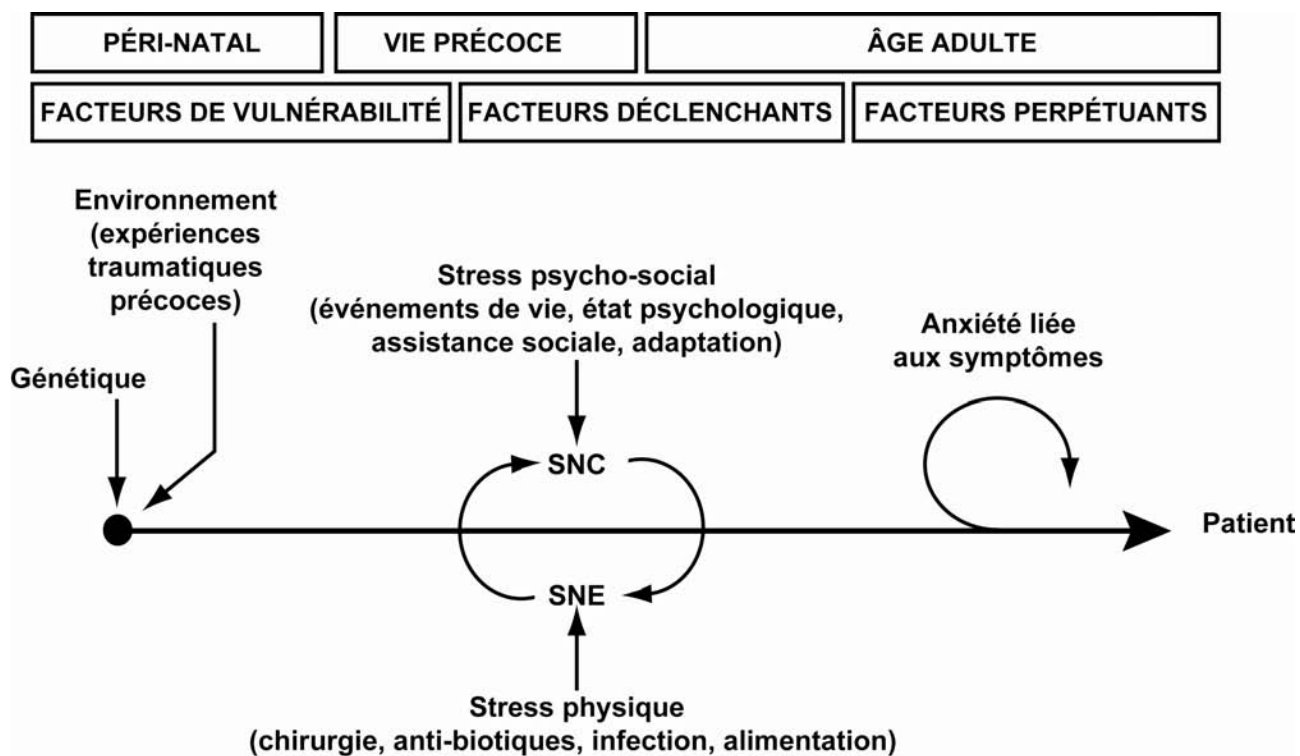 PÉRI-NATAL
VIE PRÉCOCE
ÂGE ADULTE
FACTEURS DE VULNÉRABILITÉ
FACTEURS DÉCLENCHANTS
FACTEURS PERPÉTUANTS
Environnement
(expériences
traumatiques
précoces)
Génétique
Stress psycho-social
(événements de vie, état psychologique,
assistance sociale, adaptation)
Anxiété liée
aux symptômes
SNC
Patient
SNE
Stress physique
(chirurgie, anti-biotiques, infection, alimentation)